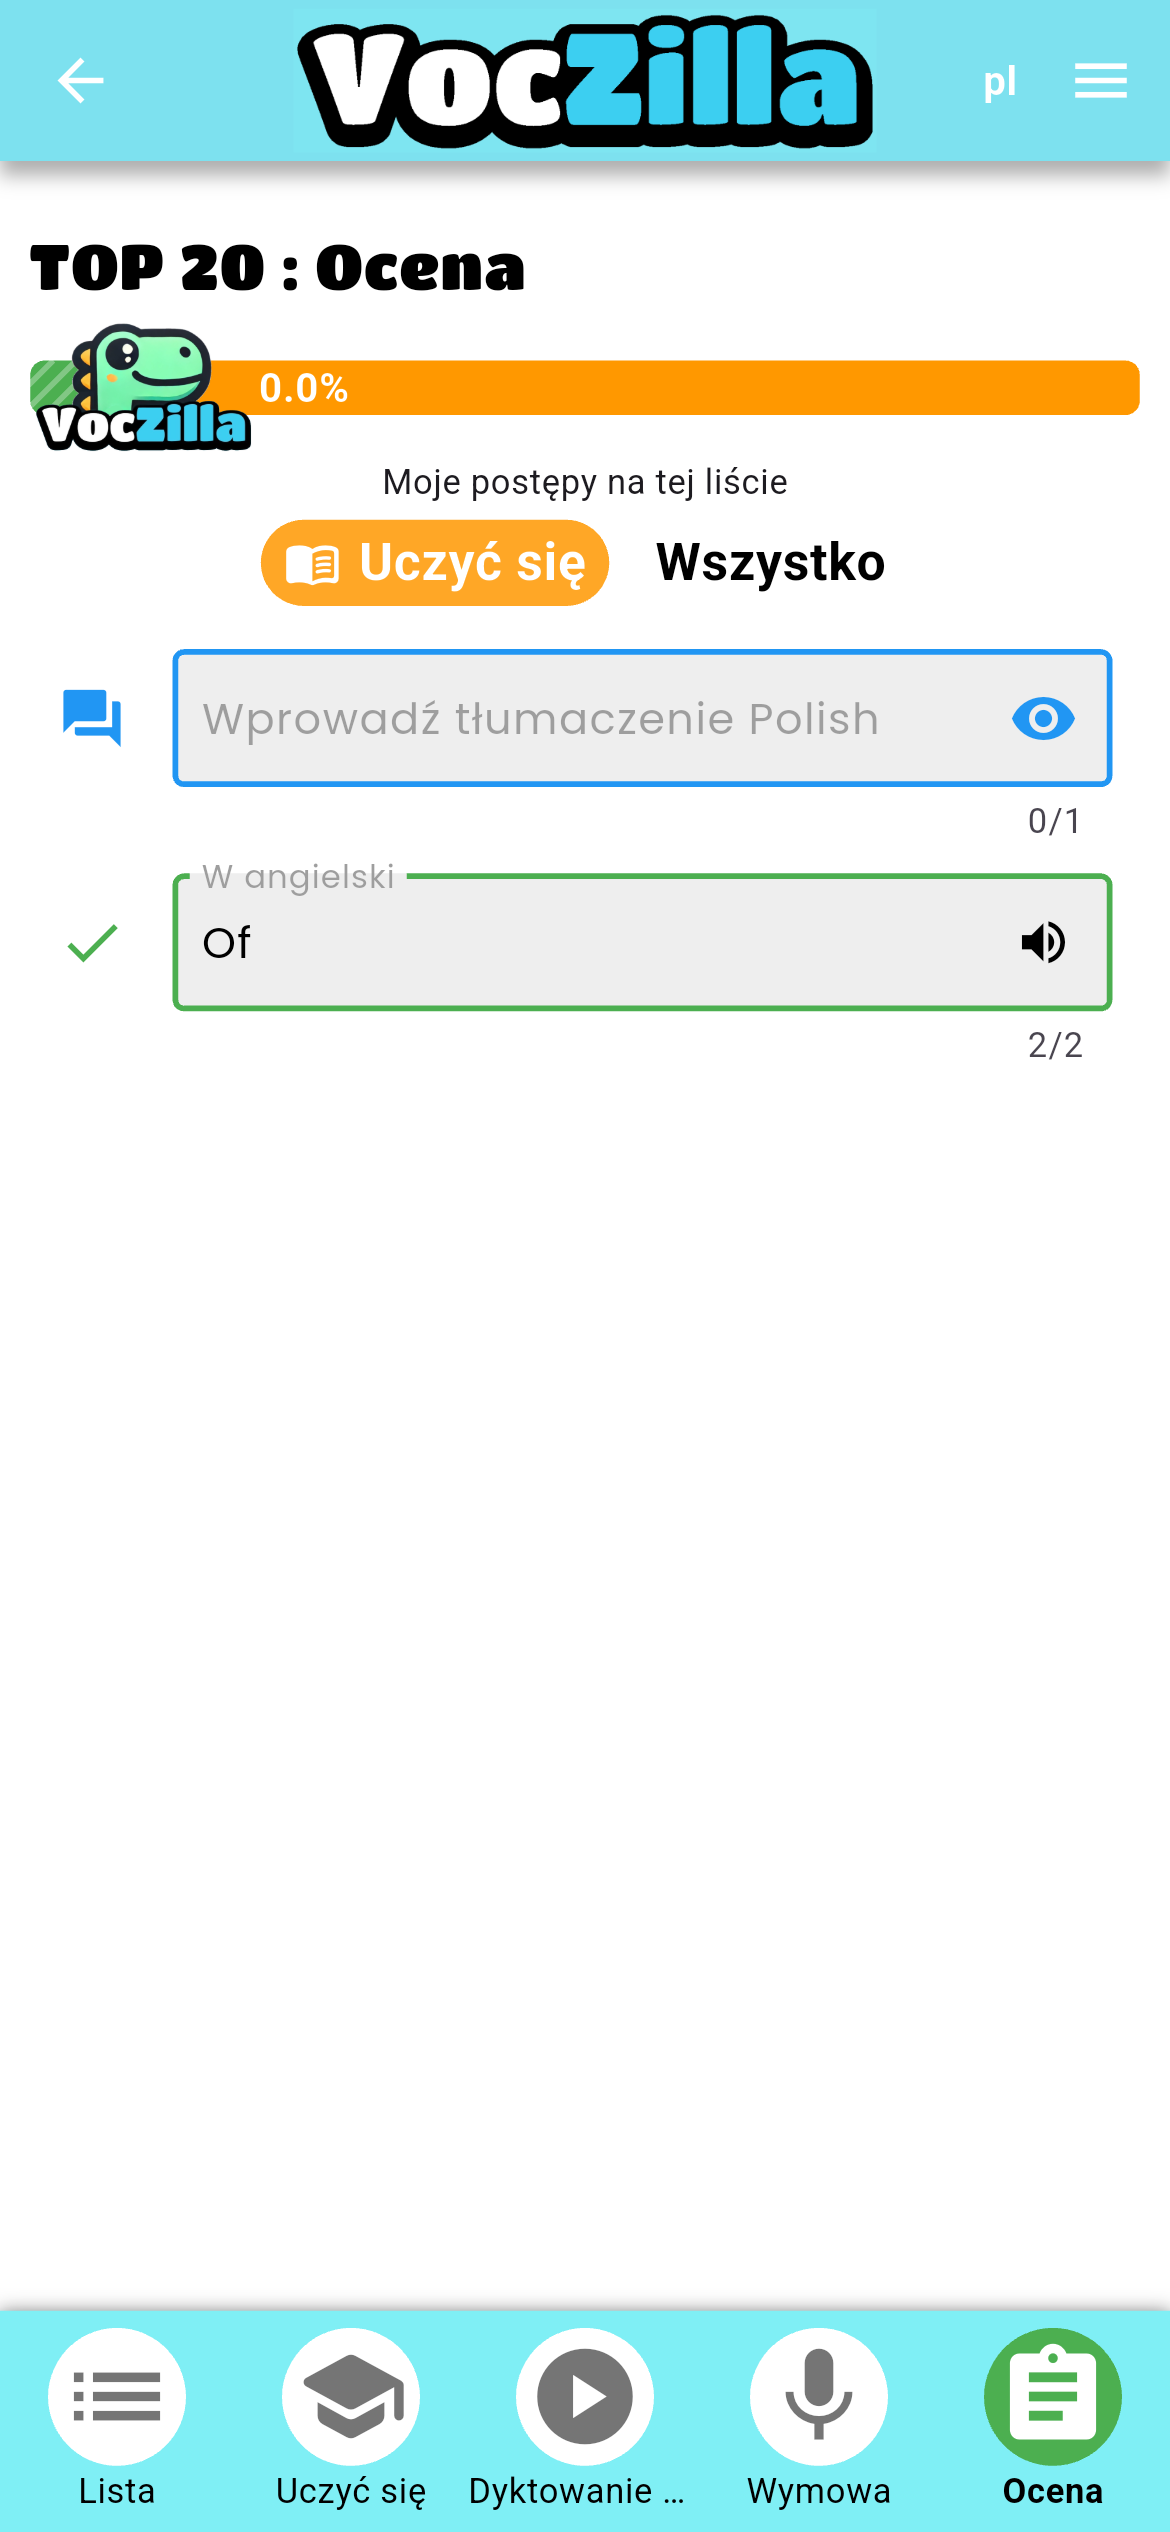 VocZilla
pl
TOP 20 : Ocena
0.0%
VocZilla
Moje postępy na tej liście
Uczyć się Wszystko
Wprowadź tłumaczenie Polish
0/1
W angielski
Of
2/2
Lista Uczyć się Dyktowanie ... Wymowa Ocena